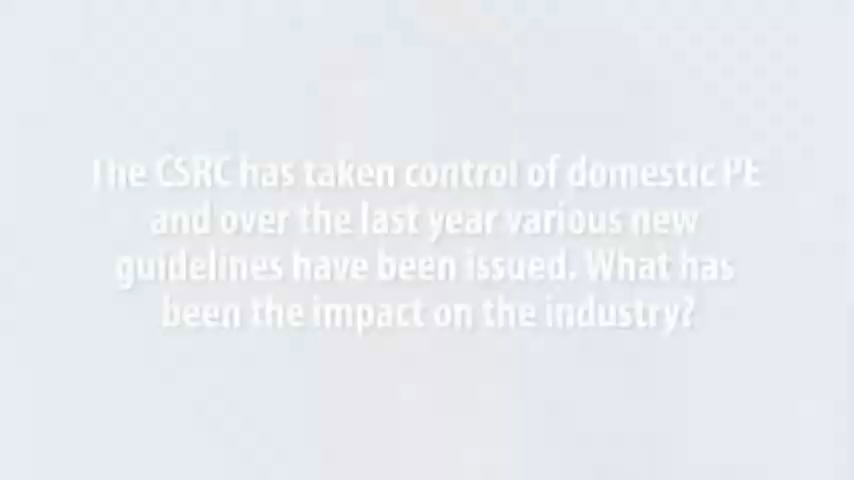 The CSRC has taken control of domestic PE
and over the last year various new
guidelines have been issued. What has
been the impact on the industry?